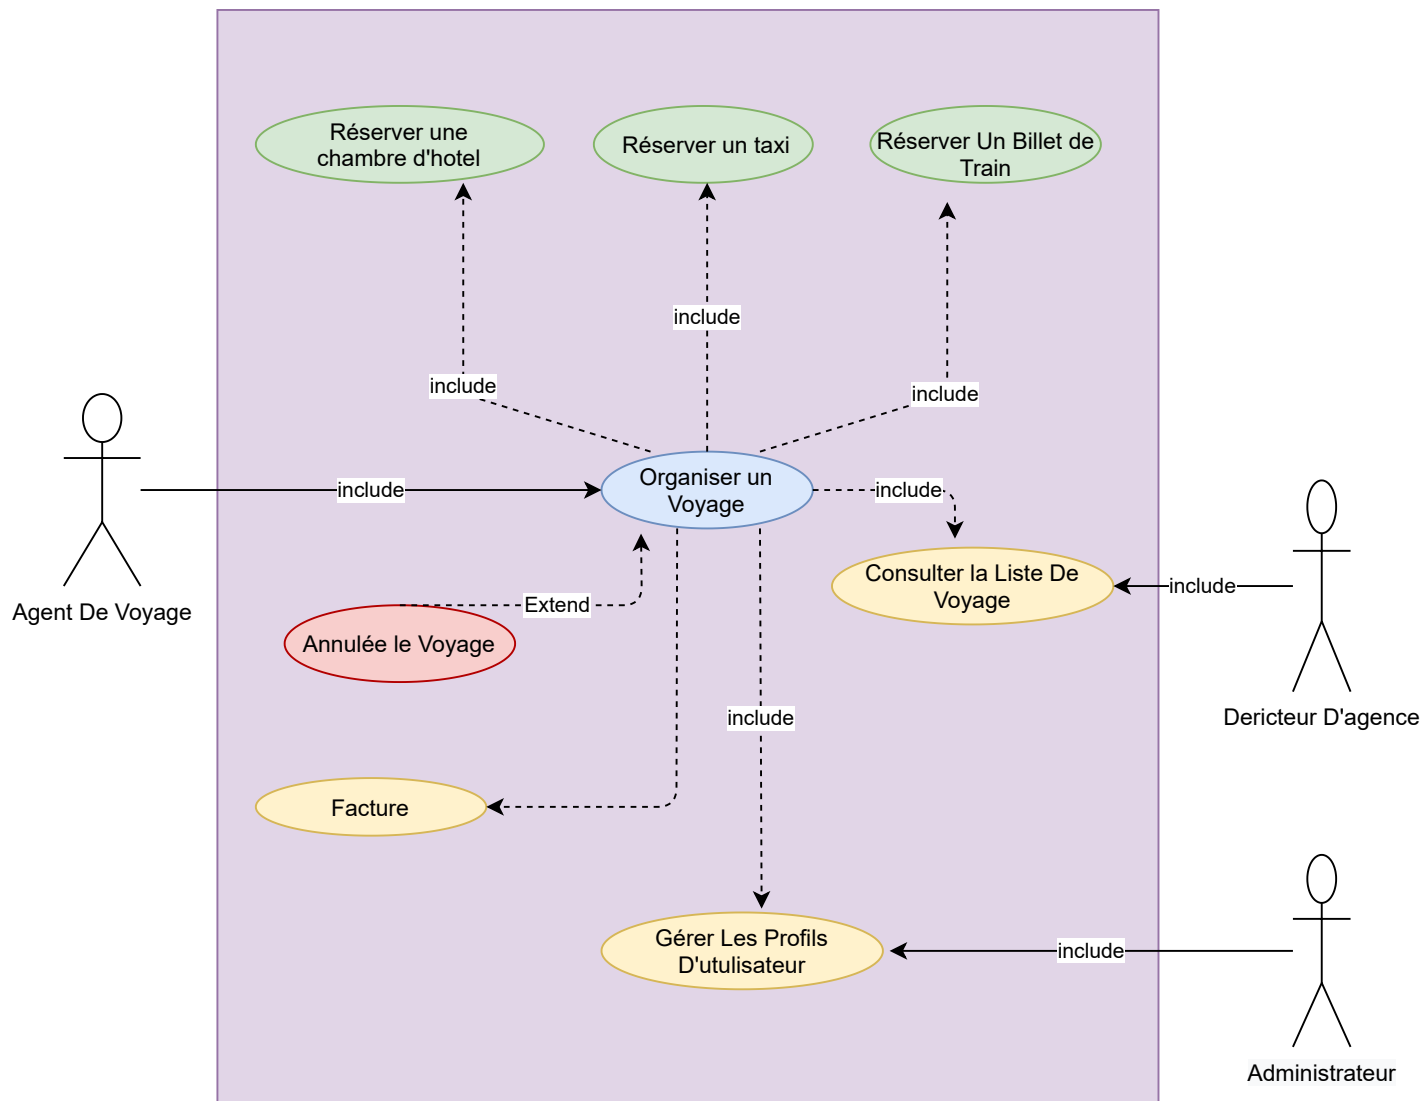 Réserver une
chambre d'hotel
Réserver un taxi
Réserver Un Billet de
Train
include
include
include
Organiser un
Voyage
include
include
Consulter la Liste De
Voyage
include
Agent De Voyage
Extend
Annulée le Voyage
include
Dericteur D'agence
Facture
Gérer Les Profils
D'utulisateur
include
Administrateur